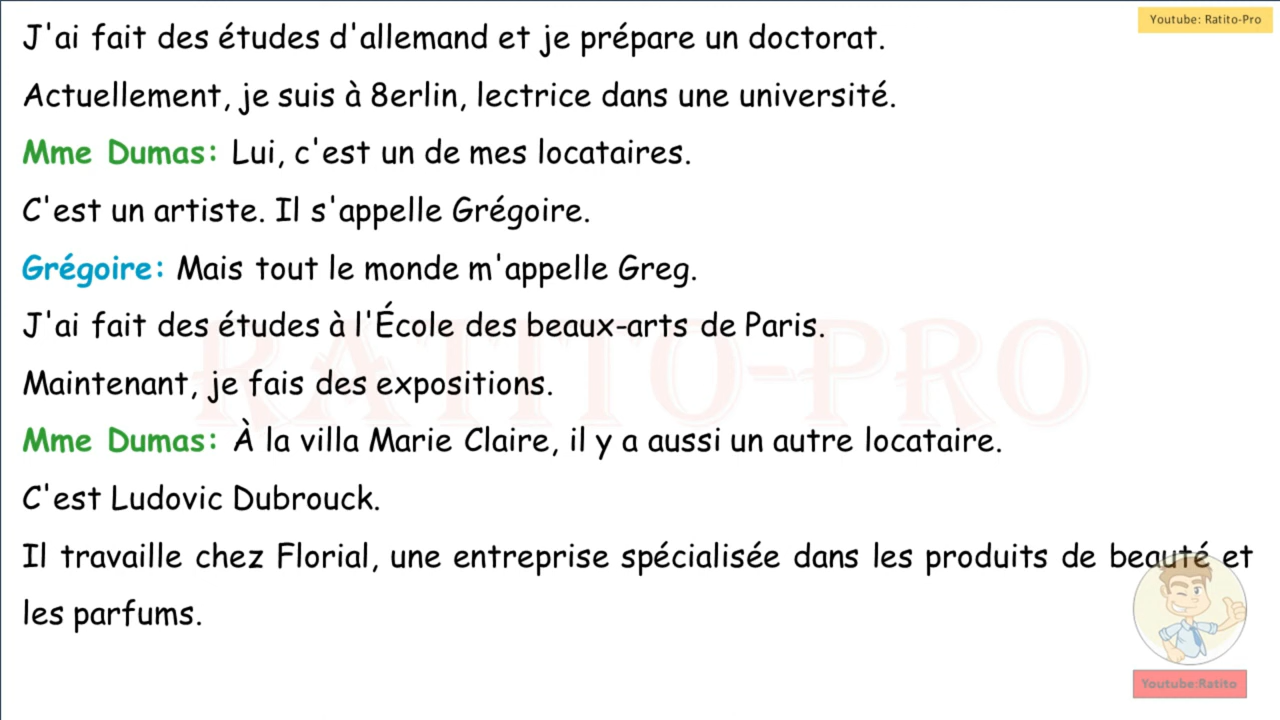 Youtube: Ratito-Pro
J'ai fait des études d'allemand et je prépare un doctorat.
Actuellement, je suis à 8erlin, lectrice dans une université.
Mme Dumas: Lui, c'est un de mes locataires.
C'est un artiste. Il s'appelle Grégoire.
Grégoire: Mais tout le monde m'appelle Greg.
J'ai fait des études à l'École des beaux-arts de Paris.
RATITO-PRO
Maintenant, je fais des expositions.
Mme Dumas: À la villa Marie Claire, il y a aussi un autre locataire.
C'est Ludovic Dubrouck.
Il travaille chez Florial, une entreprise spécialisée dans les produits de beauté et
les parfums.
Youtube:Ratito